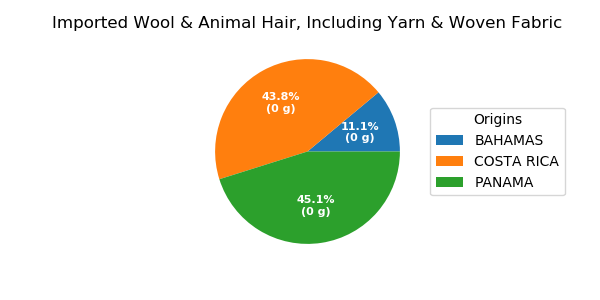 Imported Wool & Animal Hair, Including Yarn & Woven Fabric
43.8%
(0 g)
11.1%
(0 g)
45.1%
(0 g)
Origins
BAHAMAS
COSTA RICA
PANAMA